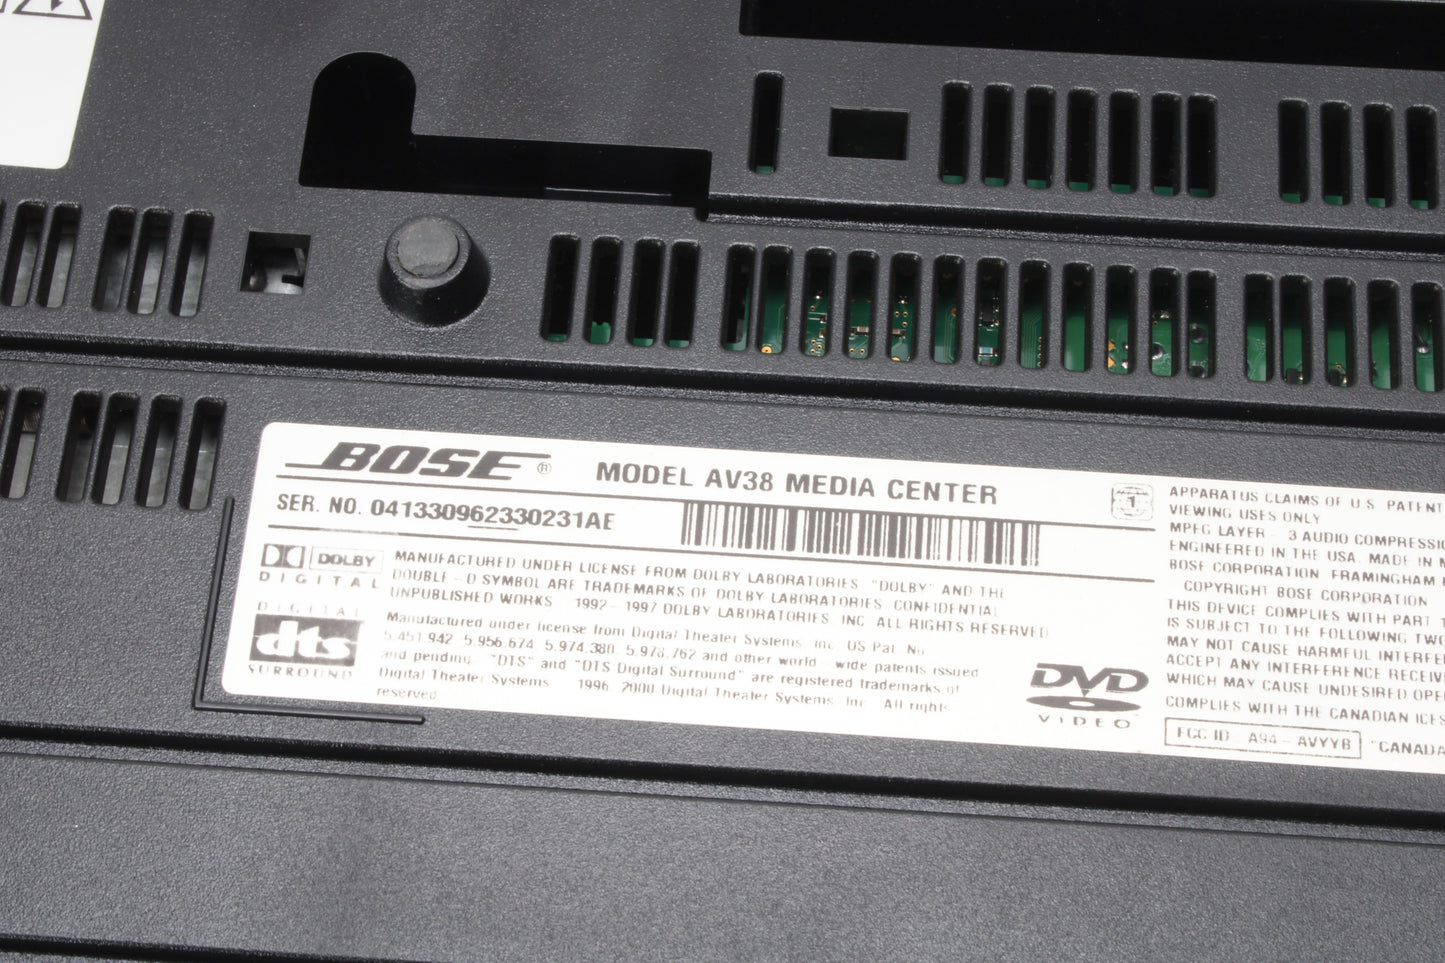 BOSE®
MODEL AV38 MEDIA CENTER
SER. NO. 041330962330231AE
DOLBY
DIGITAL
MANUFACTURED UNDER LICENSE FROM DOLBY LABORATORIES "DOLBY" AND THE
DOUBLE - D SYMBOL ARE TRADEMARKS OF DOLBY LABORATORIES CONFIDENTIAL
UNPUBLISHED WORKS 1992-1997 DOLBY LABORATORIES INC ALL RIGHTS RESERVED
DIGITAL
dts
SURROUND
Manufactured under license from Digital Theater Systems, Inc. US Pat. No
5,451,942, 5,956,674, 5,974,380, 5,978,762 and other world - wide patents issued
and pending. "DTS" and "DTS Digital Surround" are registered trademarks of
Digital Theater Systems 1996, 2000 Digital Theater Systems, Inc. All rights
reserved
DVD
VIDEO
1
APPARATUS CLAIMS OF U.S. PATENT
VIEWING USES ONLY
MPEG LAYER - 3 AUDIO
ENGINEERED IN THE USA. MADE IN
BOSE CORPORATION FRAMINGHAM
COPYRIGHT BOSE CORPORATION
THIS DEVICE COMPLIES WITH PART
IS SUBJECT TO THE FOLLOWING
MAY NOT CAUSE HARMFUL
ACCEPT ANY INTERFERENCE
WHICH MAY CAUSE UNDESIRED
COMPLIES WITH THE CANADIAN
FCC ID: A94 - AVYYB "CANADA